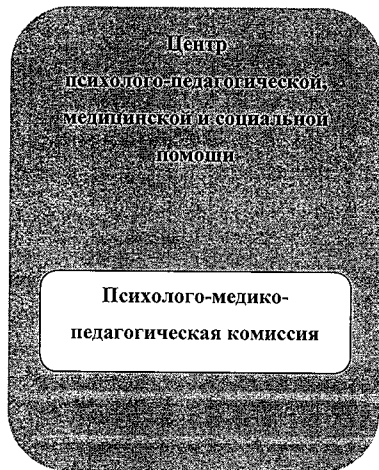 Центр
психолого-педагогической,
медицинской и социальной
помощи
Психолого-медико-
педагогическая комиссия